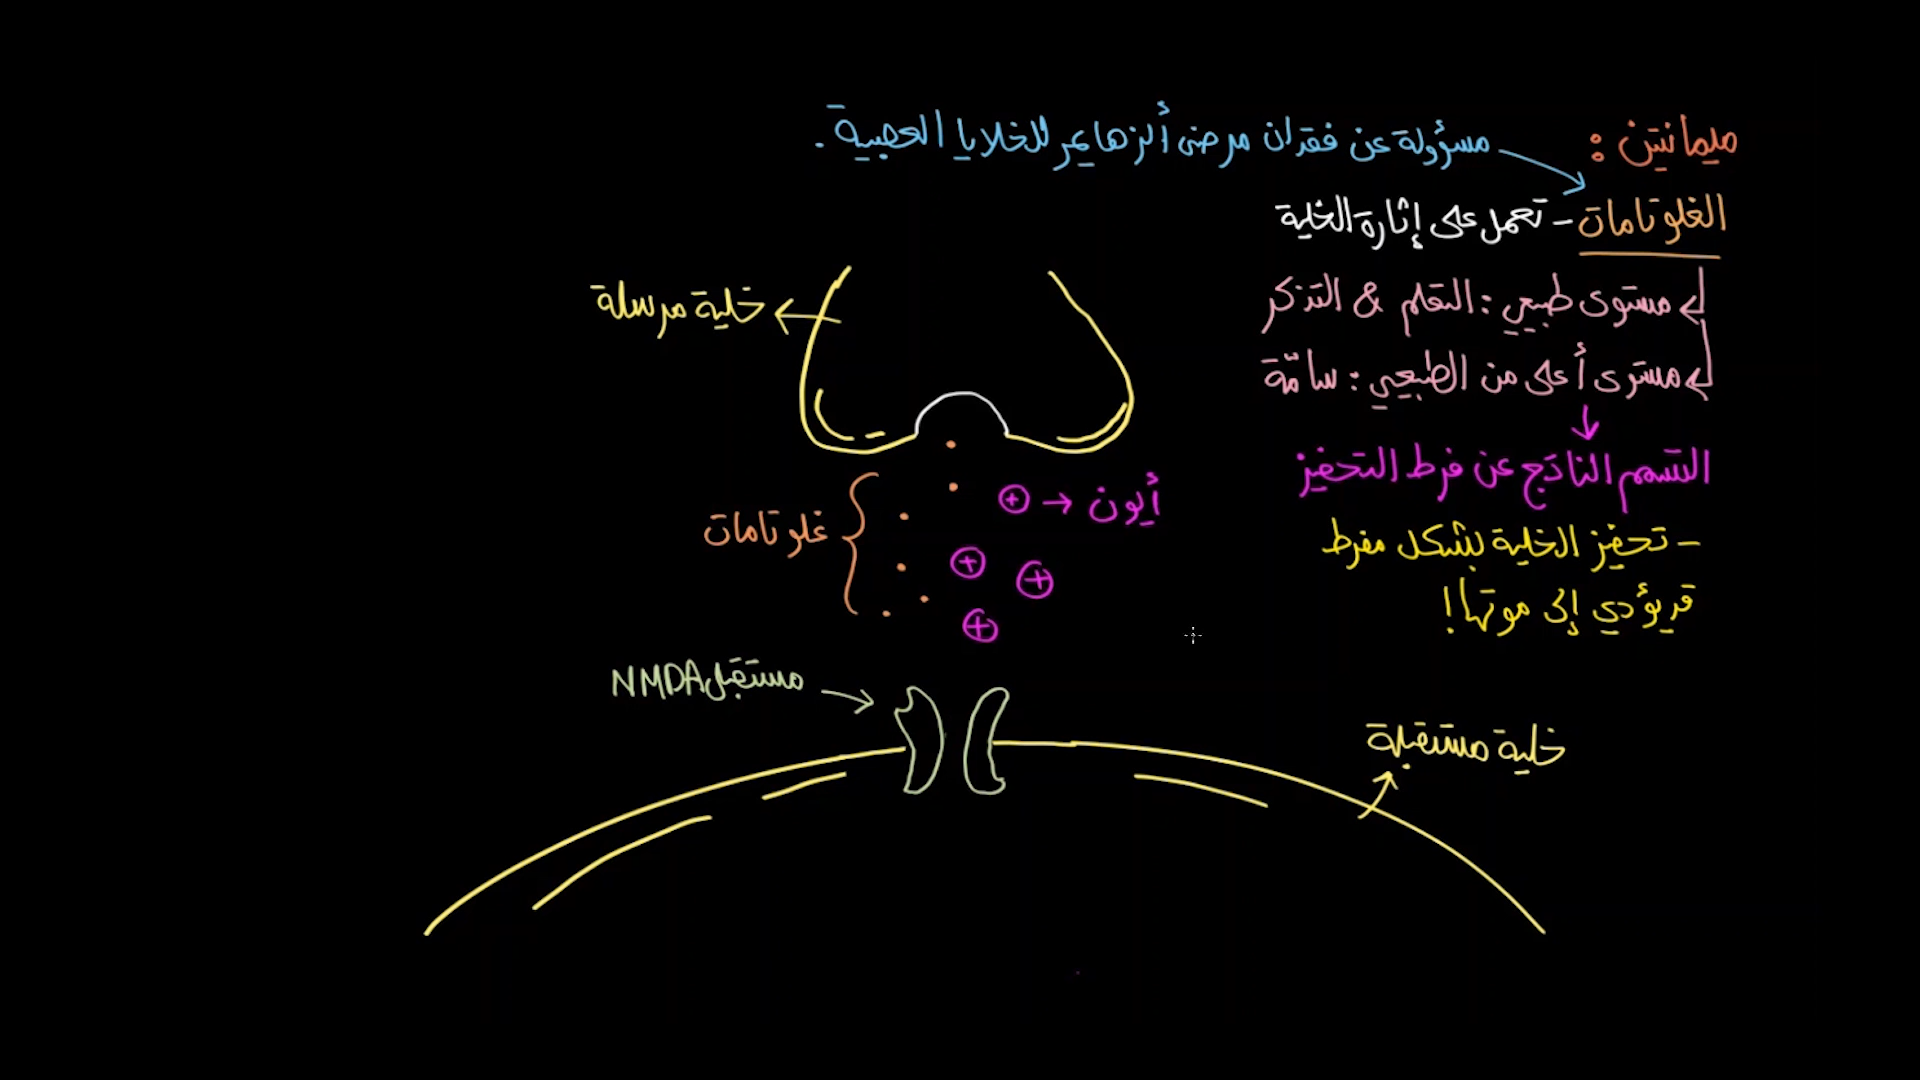 ميمانتين :
مسؤولة عن فقدان مرضى ألزهايمر للخلايا العصبية .
الغلوتامات - تعمل على إثارة الخلية
مستوى طبيعي : التعلم & التذكر
مستوى أعلى من الطبيعي : سامّة
التسمم الناتج عن فرط التحفيز
- تحفيز الخلية بشكل مفرط
قد يؤدي إلى موتها !
خلية مرسلة
أيون
غلوتامات
مستقبل NMDA
خلية مستقبلة